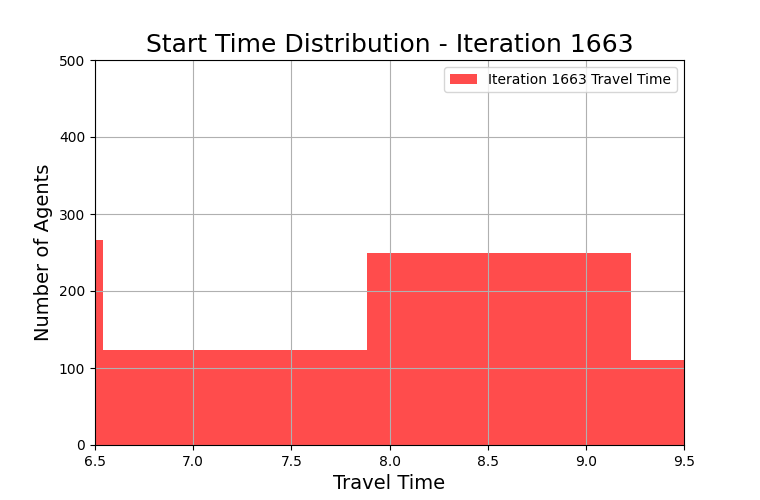 Start Time Distribution - Iteration 1663
Iteration 1663 Travel Time
Number of Agents
500
400
300
200
100
0
6.5 7.0 7.5 8.0 8.5 9.0 9.5
Travel Time